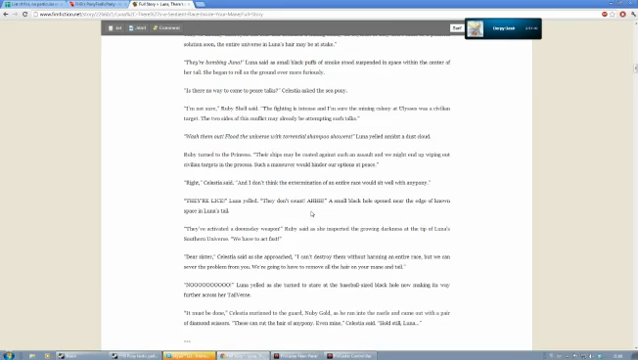 solution soon, the entire universe in Luna's hair may be at stake."
"They're bombing Juno!" Luna said as small black puffs of smoke stood suspended in space within the center of
her tail. She began to roll on the ground ever more furiously.
"Is there no way to come to peace talks?" Celestia asked the sea pony.
"I'm not sure," Ruby Shell said. "The fighting is intense and I'm sure the mining colony at Ulysses was a civilian
target. The two sides of this conflict may already be attempting such talks."
"Wash them out! Flood the universe with torrential shampoo showers!" Luna yelled amidst a dust cloud.
Ruby turned to the Princess. "Their ships may be coated against such an assault and we might end up wiping out
civilian targets in the process. Such a maneuver would hinder our options at peace."
"Right," Celestia said, "And I don't think the extermination of an entire race would sit well with anypony."
"THEY'RE LICE!" Luna yelled. "They don't count! AHHH!" A small black hole opened near the edge of known
space in Luna's tail.
"They've activated a doomsday weapon!" Ruby said as she inspected the growing darkness at the tip of Luna's
Southern Universe. "We have to act fast!"
"Dear sister," Celestia said as she approached, "I can't destroy them without harming an entire race, but we can
sever the problem from you. We're going to have to remove all the hair on your mane and tail."
"NOOOOOOOOOO!" Luna yelled as she turned to stare at the baseball-sized black hole now making its way
further across her TailVerse.
"It must be done," Celestia motioned to the guard, Ruby Gold, as he ran into the castle and came out with a pair
of diamond scissors. "These can cut the hair of anypony. Even mine," Celestia said. "Hold still, Luna..."